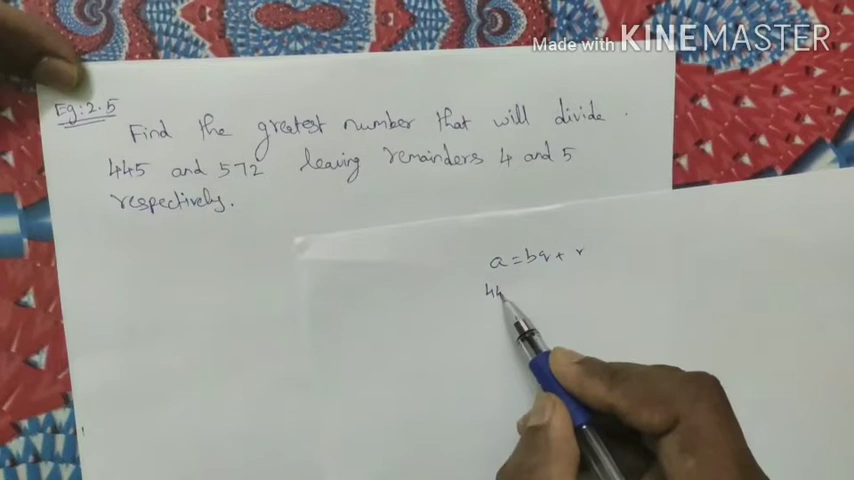 Made with KINEMASTER
Eg: 2.5
Find the greatest number that will divide
445 and 572 leaving remainders 4 and 5
respectively.
a = bq + r
44